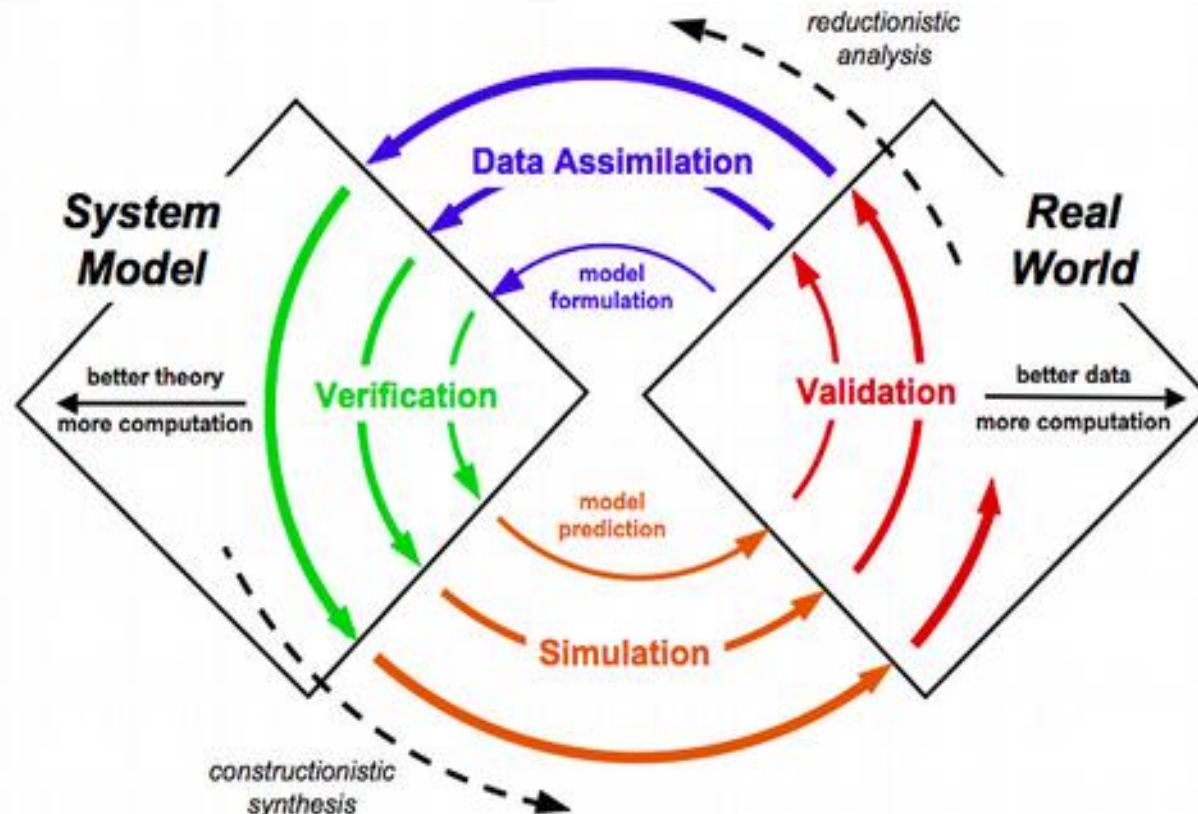 reductionistic
analysis
Data Assimilation
System
Model
Real
World
model
formulation
better theory
more computation
Verification
Validation
better data
more computation
model
prediction
Simulation
constructionistic
synthesis